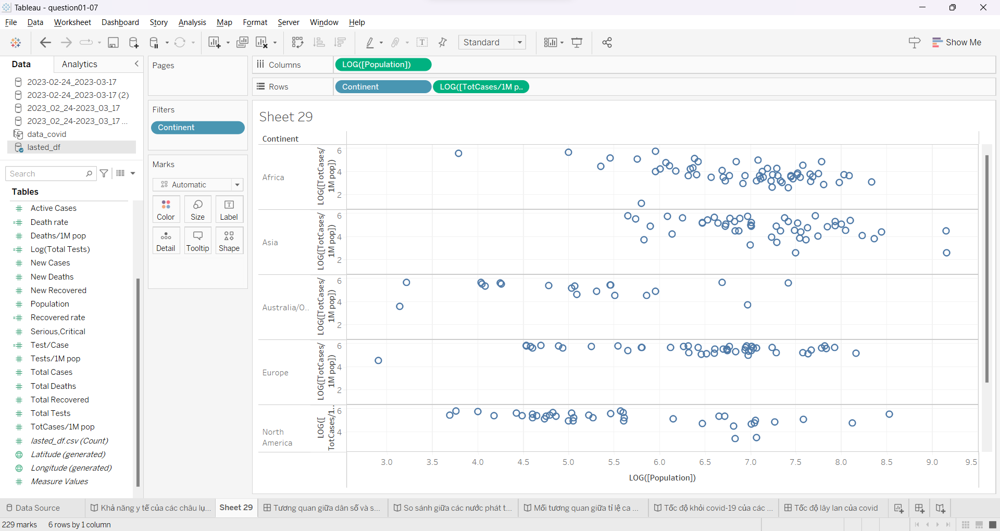 Tableau - question01-07
File Data Worksheet Dashboard Story Analysis Map Format Server Window Help
Standard
Show Me
Data Analytics
2023-02-24_2023-03-17
2023-02-24_2023-03-17 (2)
2023_02_24-2023_03_17
2023_02_24-2023_03_17 ...
data_covid
lasted_df
Search
Tables
Active Cases
Death rate
Deaths/1M pop
Log(Total Tests)
New Cases
New Deaths
New Recovered
Population
Recovered rate
Serious,Critical
Test/Case
Tests/1M pop
Total Cases
Total Deaths
Total Recovered
Total Tests
TotCases/1M pop
lasted_df.csv (Count)
Latitude (generated)
Longitude (generated)
Measure Values
Pages
Filters
Continent
Marks
Automatic
Color Size Label
Detail Tooltip Shape
Columns LOG([Population])
Rows Continent LOG([TotCases/1M p..
Sheet 29
Continent
Africa
LOG([TotCases/
1M pop])
6
4
2
Asia
LOG([TotCases/
1M pop])
6
4
2
Australia/O..
LOG([TotCases/
1M pop])
6
4
2
Europe
LOG([TotCases/
1M pop])
6
4
2
North
America
LOG([
TotCases/1..
6
4
3.0 3.5 4.0 4.5 5.0 5.5 6.0 6.5 7.0 7.5 8.0 8.5 9.0 9.5
LOG([Population])
Data Source Khả năng y tế của các châu lụ... Sheet 29 Tương quan giữa dân số và s... So sánh giữa các nước phát t... Mối tương quan giữa tỉ lệ ca ... Tốc độ khỏi covid-19 của các ... Tốc độ lây lan của covid
229 marks 6 rows by 1 column